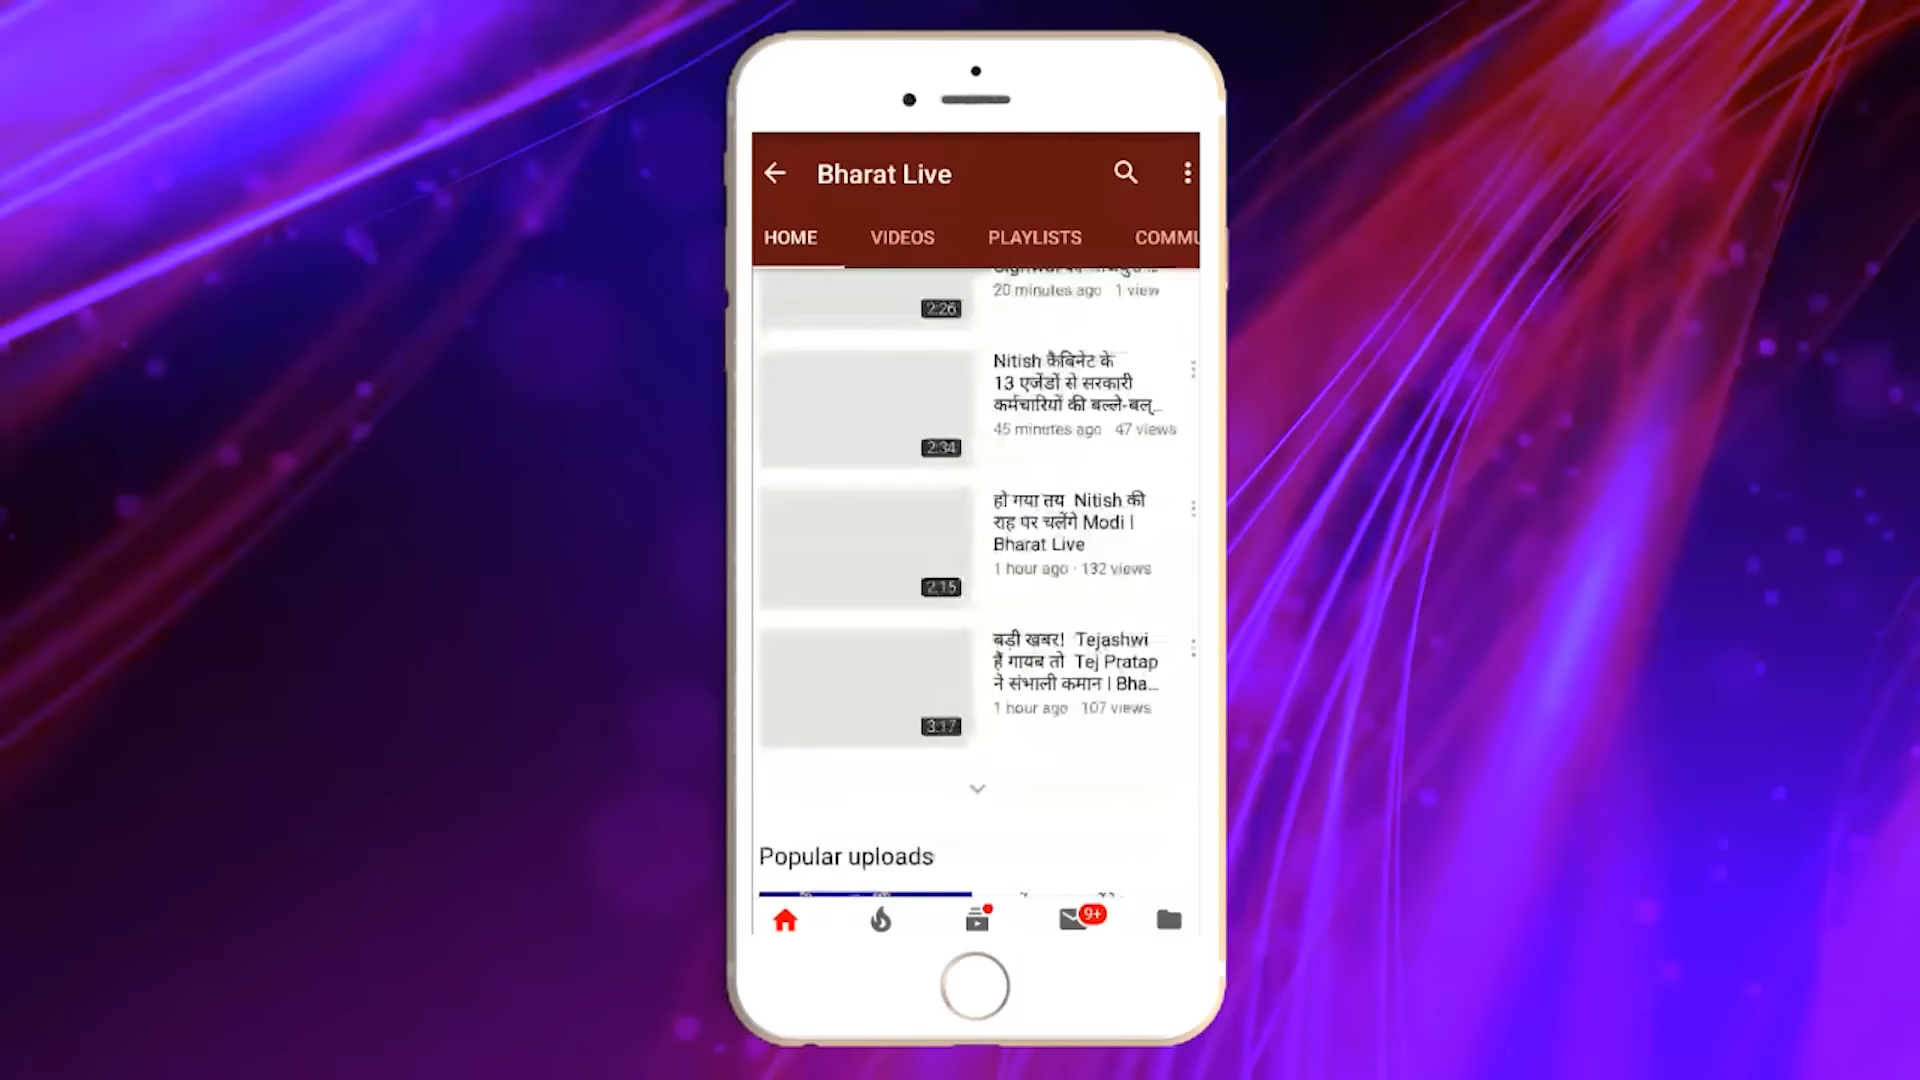 Bharat Live
HOME VIDEOS PLAYLISTS COMMU
20 minutes ago 1 view
2:26
Nitish कैबिनेट के
13 एजेंडों से सरकारी
कर्मचारियों की बल्ले-बल्...
45 minutes ago 47 views
2:34
हो गया तय Nitish की
राह पर चलेंगे Modi |
Bharat Live
1 hour ago · 132 views
2:15
बड़ी खबर! Tejashwi
हैं गायब तो Tej Pratap
ने संभाली कमान | Bha...
1 hour ago 107 views
3:17
Popular uploads
9+